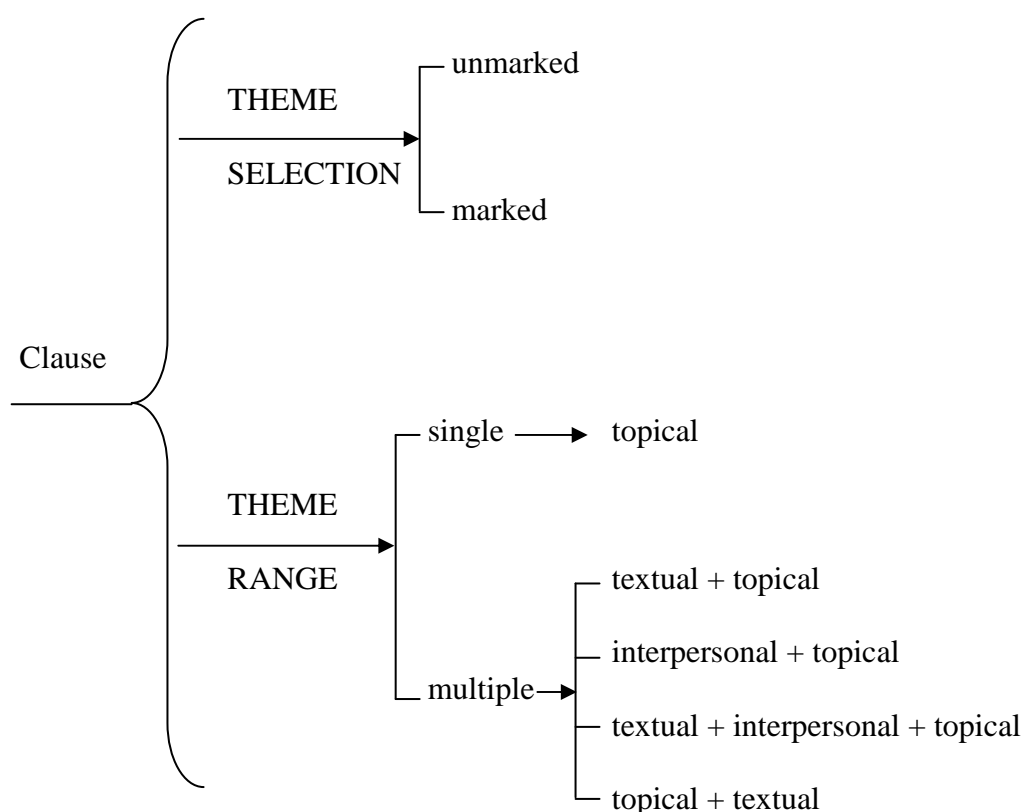 unmarked
THEME
SELECTION
marked
Clause
single
topical
THEME
RANGE
textual + topical
interpersonal + topical
multiple
textual + interpersonal + topical
topical + textual